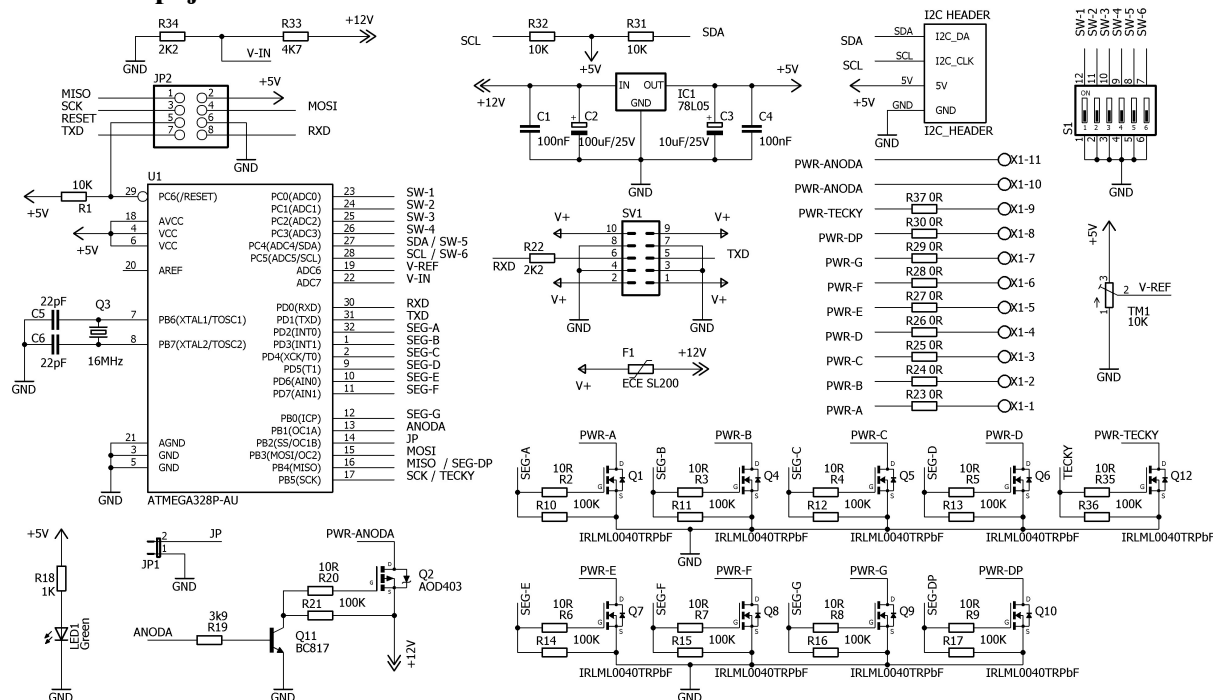 R34
2K2
GND
V-IN
R33
4K7
+12V
JP2
MISO
SCK
RESET
TXD
1
3
5
7
2
4
6
8
+5V
MOSI
RXD
GND
SCL
R32
10K
+5V
R31
10K
SDA
+12V
C1
100nF
+
C2
100uF/25V
IN
OUT
GND
IC1
78L05
+
C3
10uF/25V
C4
100nF
+5V
GND
I2C HEADER
SDA
SCL
5V
GND
I2C_DA
I2C_CLK
5V
GND
I2C_HEADER
SDA
SCL
+5V
GND
SW-1
SW-2
SW-3
SW-4
SW-5
SW-6
12
11
10
9
8
7
ON
1
2
3
4
5
6
S1
1
2
3
4
5
6
GND
+5V
10K
R1
29
18
4
6
+5V
20
22pF
C5
C6
22pF
Q3
16MHz
7
8
GND
21
3
5
GND
U1
PC6(/RESET)
AVCC
VCC
VCC
AREF
PB6(XTAL1/TOSC1)
PB7(XTAL2/TOSC2)
AGND
GND
GND
ATMEGA328P-AU
PC0(ADC0) 23 SW-1
PC1(ADC1) 24 SW-2
PC2(ADC2) 25 SW-3
PC3(ADC3) 26 SW-4
PC4(ADC4/SDA) 27 SDA / SW-5
PC5(ADC5/SCL) 28 SCL / SW-6
ADC6 19 V-REF
ADC7 22 V-IN
PD0(RXD) 30 RXD
PD1(TXD) 31 TXD
PD2(INT0) 32 SEG-A
PD3(INT1) 1 SEG-B
PD4(XCK/T0) 2 SEG-C
PD5(T1) 9 SEG-D
PD6(AIN0) 10 SEG-E
PD7(AIN1) 11 SEG-F
PB0(ICP) 12 SEG-G
PB1(OC1A) 13 ANODA
PB2(SS/OC1B) 14 JP
PB3(MOSI/OC2) 15 MOSI
PB4(MISO) 16 MISO / SEG-DP
PB5(SCK) 17 SCK / TECKY
V+
SV1
V+
10
8
6
4
2
9
7
5
3
1
RXD
R22
2K2
TXD
V+
V+
GND
GND
F1
V+
ECE SL200
+12V
PWR-ANODA X1-11
PWR-ANODA X1-10
PWR-TECKY R37 0R X1-9
PWR-DP R30 0R X1-8
PWR-G R29 0R X1-7
PWR-F R28 0R X1-6
PWR-E R27 0R X1-5
PWR-D R26 0R X1-4
PWR-C R25 0R X1-3
PWR-B R24 0R X1-2
PWR-A R23 0R X1-1
+5V
3
2
1
V-REF
TM1
10K
GND
SEG-A
PWR-A
10R
R2
R10
100K
G
D
S
Q1
IRLML0040TRPbF
SEG-B
PWR-B
10R
R3
R11
100K
G
D
S
Q4
IRLML0040TRPbF
GND
SEG-C
PWR-C
10R
R4
R12
100K
G
D
S
Q5
IRLML0040TRPbF
SEG-D
PWR-D
10R
R5
R13
100K
G
D
S
Q6
IRLML0040TRPbF
TECKY
PWR-TECKY
10R
R35
R36
100K
G
D
S
Q12
IRLML0040TRPbF
+5V
R18
1K
LED1
Green
GND
2
1
JP
JP1
GND
ANODA
3k9
R19
Q11
BC817
GND
10R
R20
R21
100K
PWR-ANODA
G
D
S
Q2
AOD403
+12V
SEG-E
PWR-E
10R
R6
R14
100K
G
D
S
Q7
IRLML0040TRPbF
SEG-F
PWR-F
10R
R7
R15
100K
G
D
S
Q8
IRLML0040TRPbF
GND
SEG-G
PWR-G
10R
R8
R16
100K
G
D
S
Q9
IRLML0040TRPbF
SEG-DP
PWR-DP
10R
R9
R17
100K
G
D
S
Q10
IRLML0040TRPbF